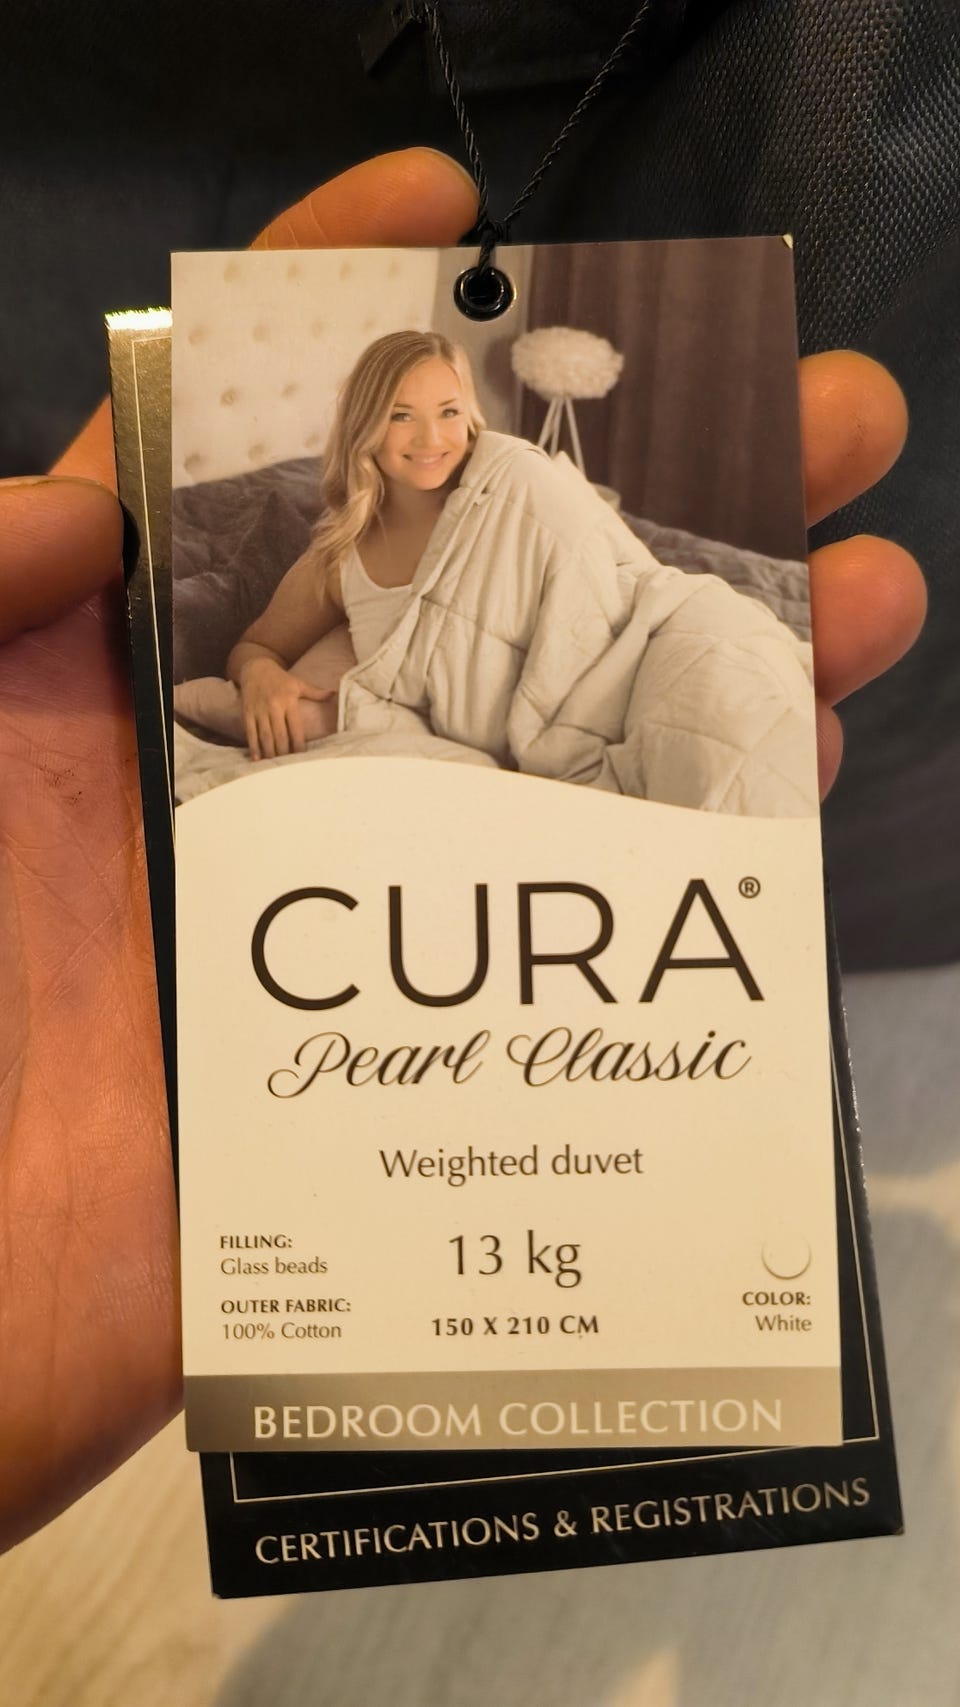 CURA®
Pearl Classic
Weighted duvet
FILLING:
Glass beads
OUTER FABRIC:
100% Cotton
13 kg
150 X 210 CM
COLOR:
White
BEDROOM COLLECTION
CERTIFICATIONS & REGISTRATIONS